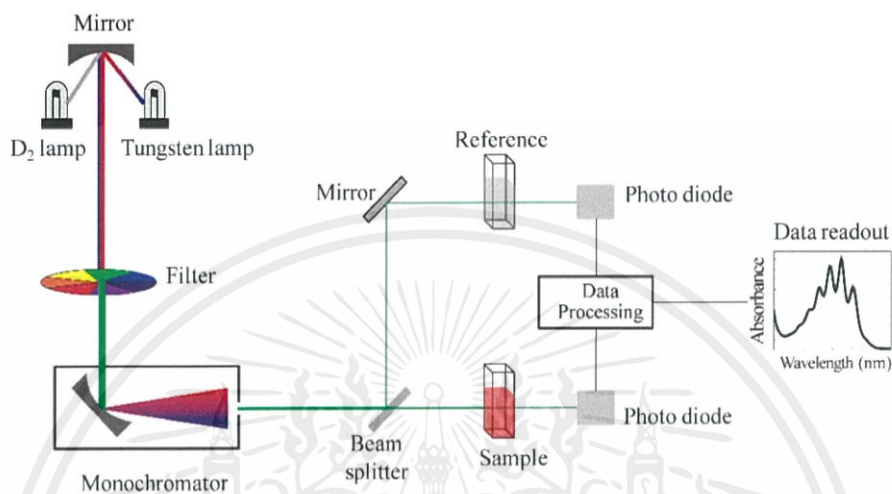 Mirror
D₂ lamp
Tungsten lamp
Filter
Monochromator
Mirror
Reference
Photo diode
Data
Processing
Beam
splitter
Sample
Photo diode
Data readout
Absorbance
Wavelength (nm)